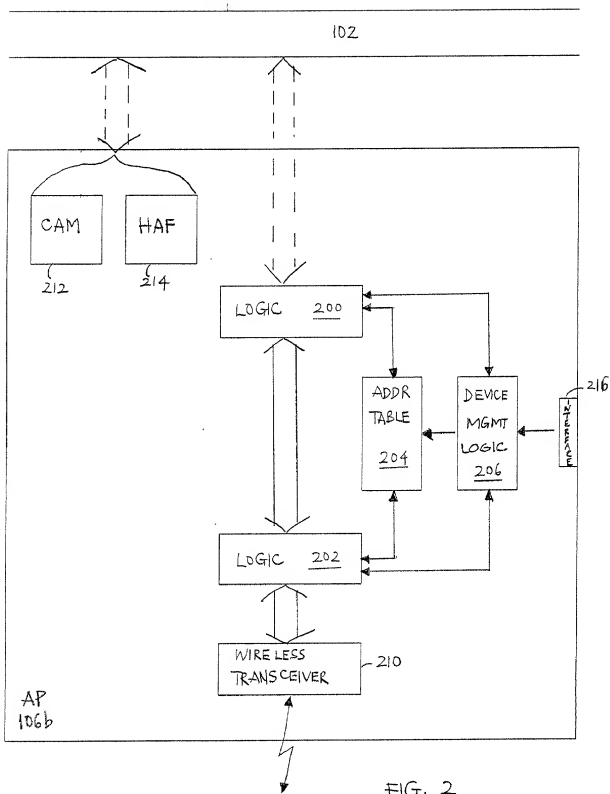 102
CAM
HAF
212
214
LOGIC 200
216
ADDR
TABLE
204
DEVICE
MGMT
LOGIC
206
INTERFACE
LOGIC 202
WIRELESS
TRANSCEIVER
210
AP
106b
FIG. 2